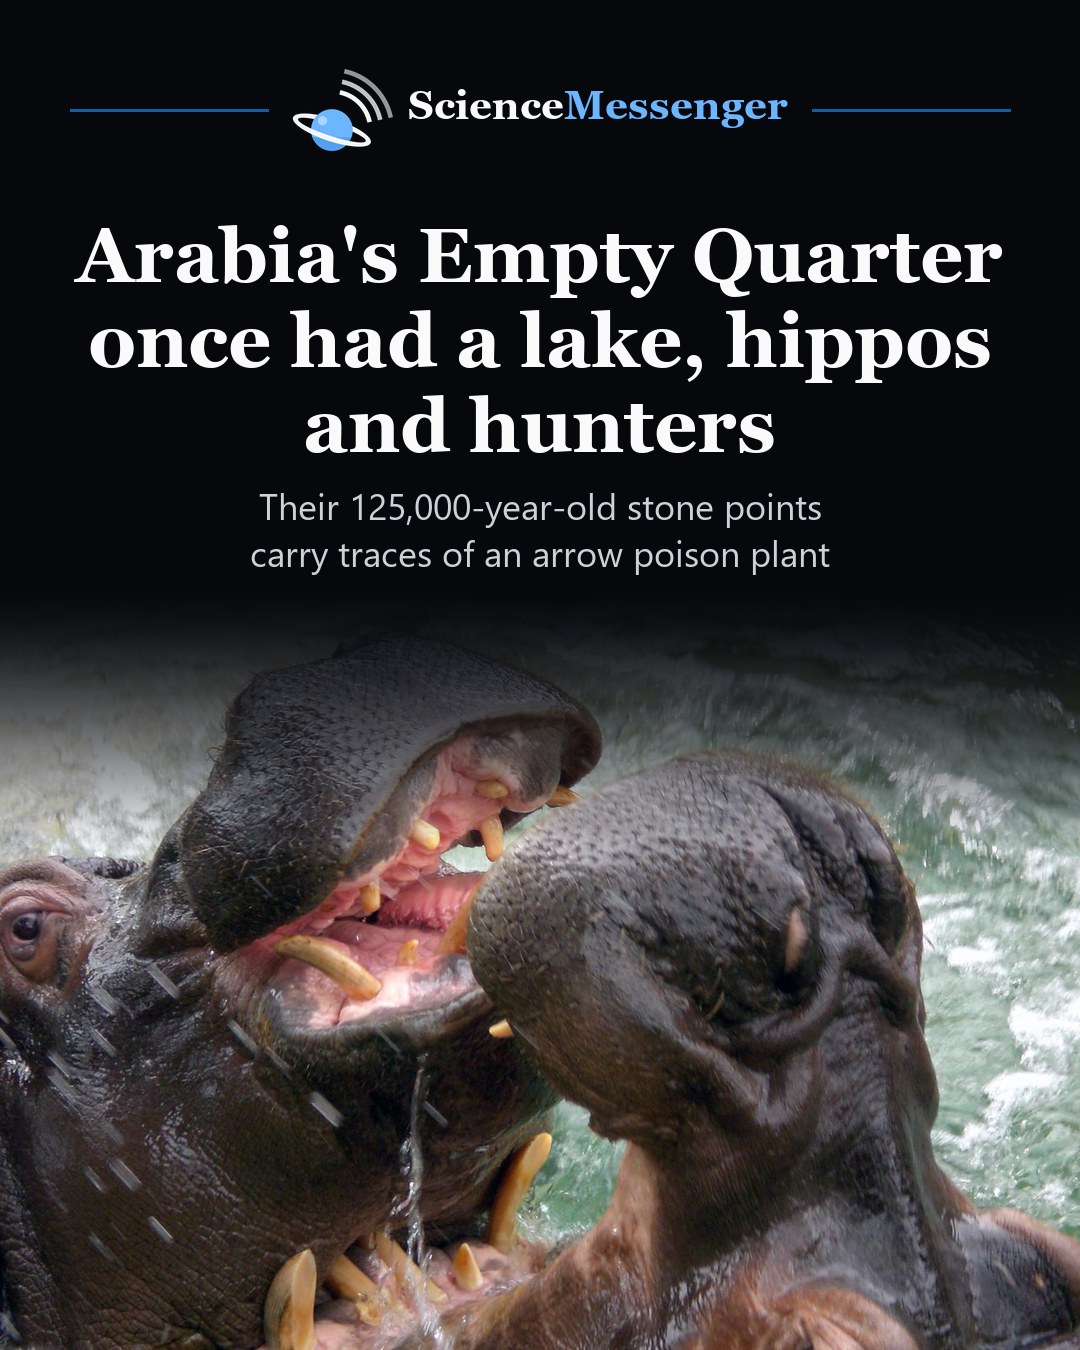 ScienceMessenger
Arabia's Empty Quarter
once had a lake, hippos
and hunters
Their 125,000-year-old stone points
carry traces of an arrow poison plant